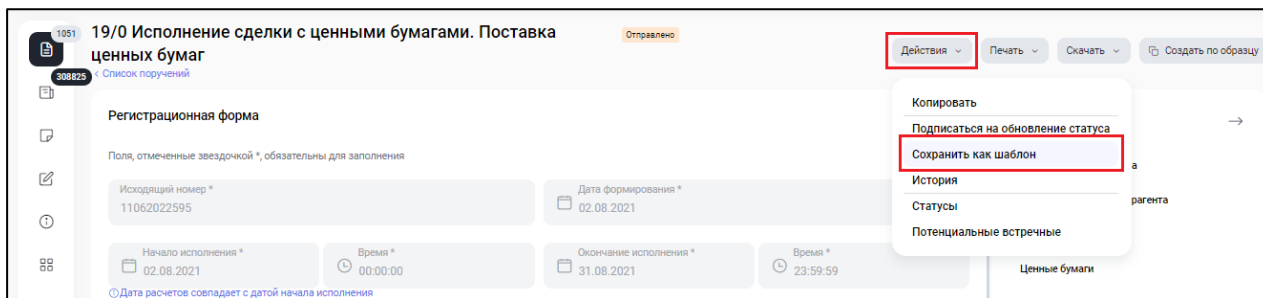 1051
308825
19/0 Исполнение сделки с ценными бумагами. Поставка
ценных бумаг
Отправлено
Действия
Печать
Скачать
Создать по образцу
< Список поручений
Копировать
Подписаться на обновление статуса
Сохранить как шаблон
История
Статусы
Потенциальные встречные
а
рагента
Ценные бумаги
Регистрационная форма
Поля, отмеченные звездочкой *, обязательны для заполнения
Исходящий номер *
11062022595
Дата формирования *
02.08.2021
Начало исполнения *
02.08.2021
Время *
00:00:00
Окончание исполнения *
31.08.2021
Время *
23:59:59
Дата расчетов совпадает с датой начала исполнения